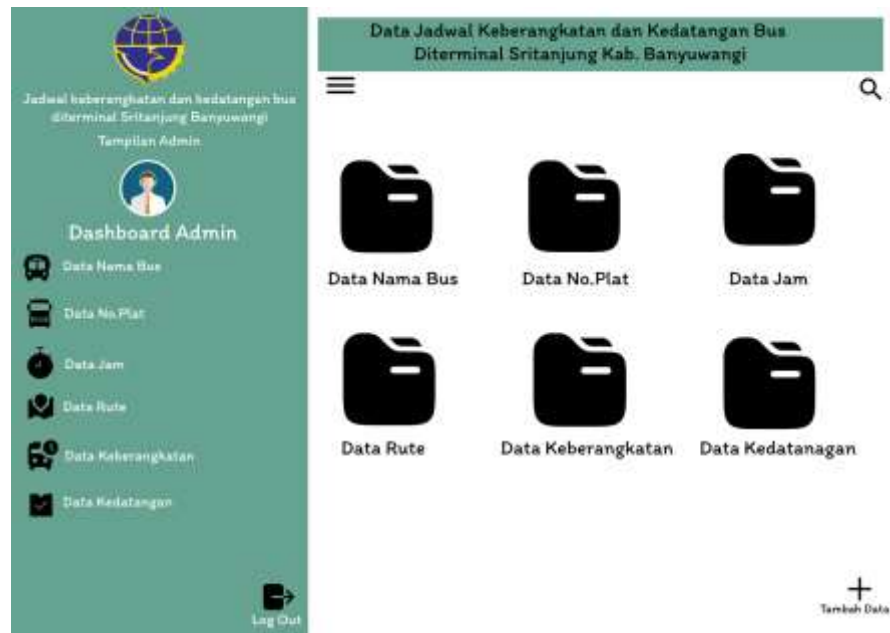 Jadwal keberangkatan dan kedatangan bus
diterminal Sritanjung Banyuwangi
Tampilan Admin
Dashboard Admin
Data Nama Bus
Data No.Plat
Data Jam
Data Rute
Data Keberangkatan
Data Kedatangan
Log Out
Data Jadwal Keberangkatan dan Kedatangan Bus
Diterminal Sritanjung Kab. Banyuwangi
Data Nama Bus
Data No.Plat
Data Jam
Data Rute
Data Keberangkatan
Data Kedatanagan
Tambah Data